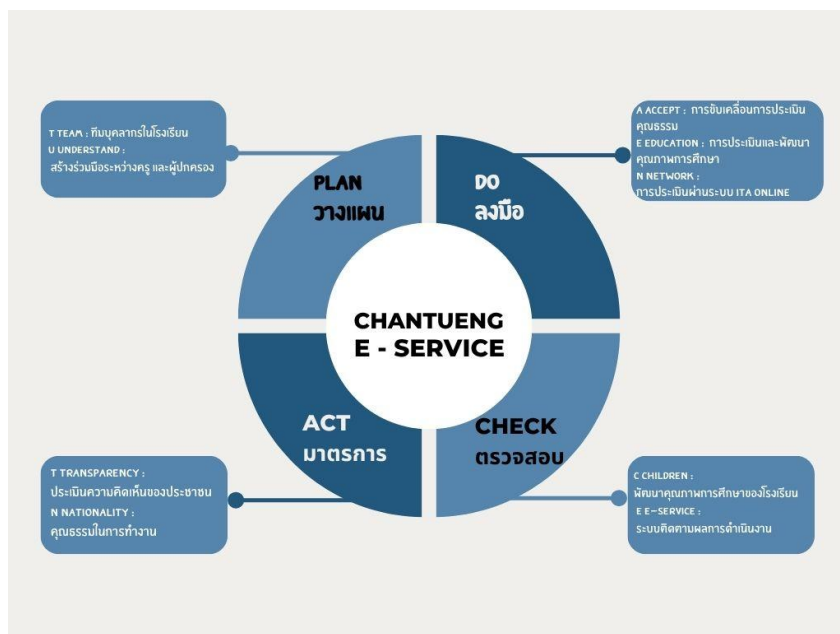 T TEAM : ทีมบุคลากรในโรงเรียน
U UNDERSTAND :
สร้างร่วมมือระหว่างครู และผู้ปกครอง
A ACCEPT : การขับเคลื่อนการประเมิน
คุณธรรม
E EDUCATION : การประเมินและพัฒนา
คุณภาพการศึกษา
N NETWORK :
การประเมินผ่านระบบ ITA ONLINE
PLAN
วางแผน
DO
ลงมือ
CHANTUENG
E - SERVICE
ACT
มาตรการ
CHECK
ตรวจสอบ
T TRANSPARENCY :
ประเมินความคิดเห็นของประชาชน
N NATIONALITY :
คุณธรรมในการทำงาน
C CHILDREN :
พัฒนาคุณภาพการศึกษาของโรงเรียน
E E-SERVICE :
ระบบติดตามผลการดำเนินงาน